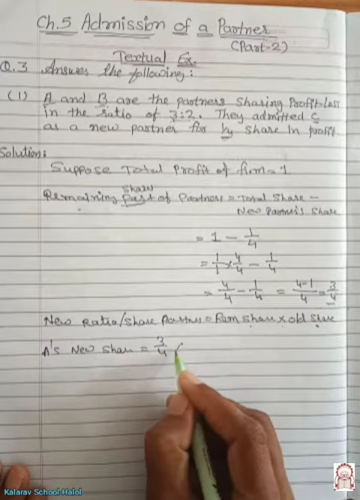 Ch.5 Admission of a Partner
(Part-2)
Textual Ex.
Q.3 Answer the following:
(1) A and B are the partners sharing Profit-Loss
in the ratio of 3:2. They admitted C
as a new partner for 1/4 share in profit.
Solution:
Suppose Total Profit of firm = 1
share
Remaining part of Partners = Total Share -
New Partner's Share
= 1 - 1/4
= 1/1 × 4/4 - 1/4
= 4/4 - 1/4 = 4-1/4 = 3/4
New Ratio/Share Partner = Rem share × old share
A's New share = 3/4
Kalarav School Halol